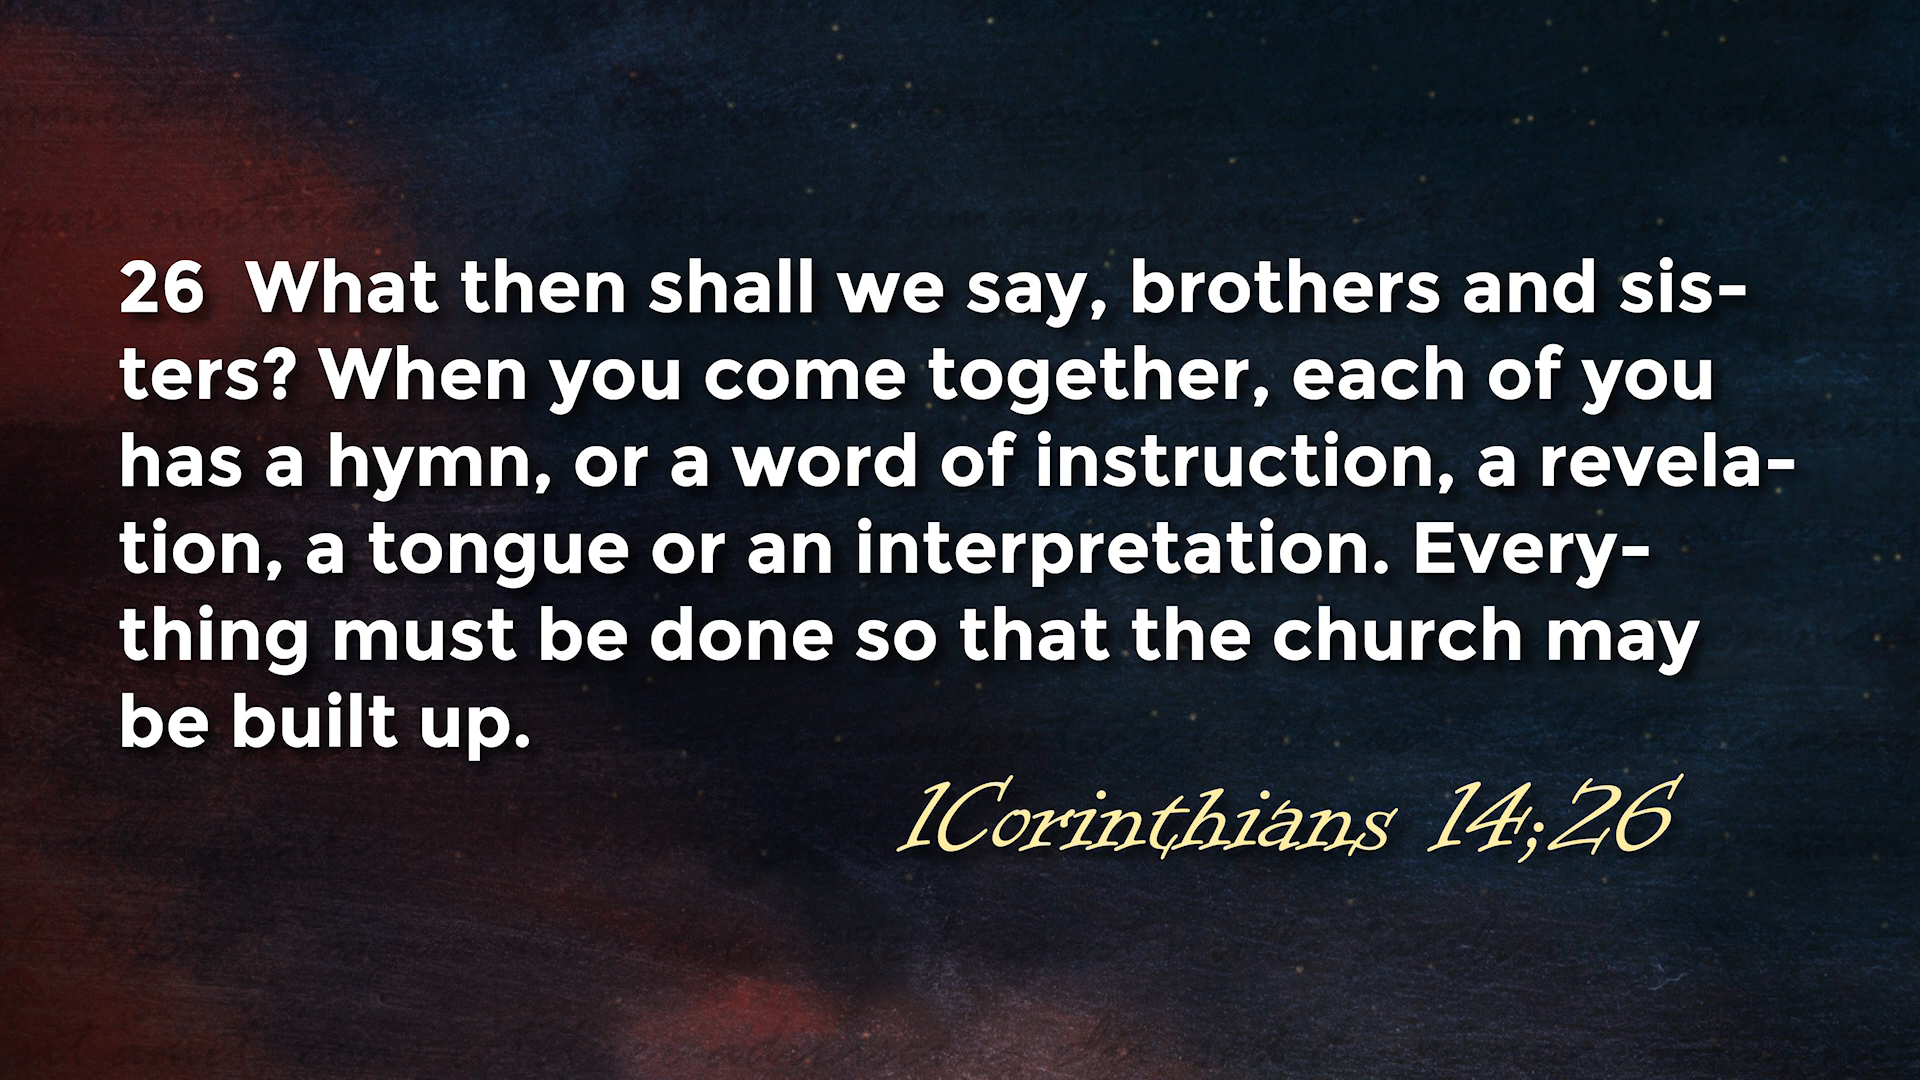 26 What then shall we say, brothers and sis-
ters? When you come together, each of you
has a hymn, or a word of instruction, a revela-
tion, a tongue or an interpretation. Every-
thing must be done so that the church may
be built up.
1Corinthians 14;26